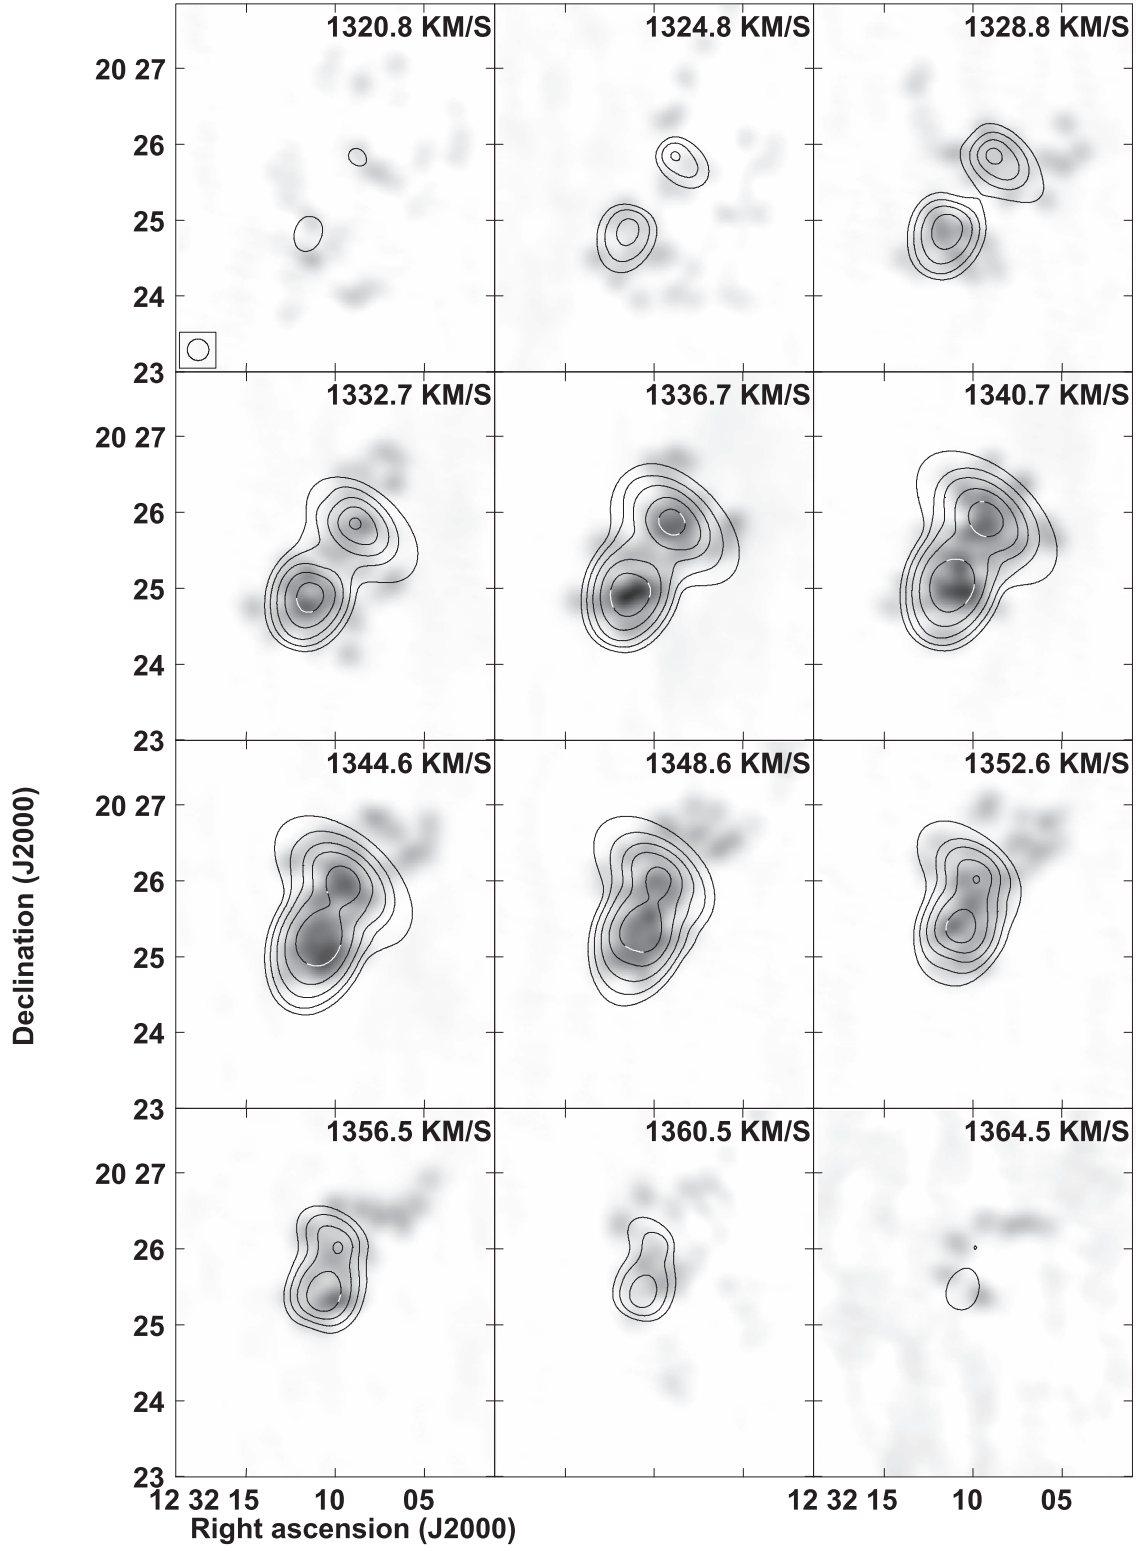 1320.8 KM/S 1324.8 KM/S 1328.8 KM/S
20 27
26
25
24
23
1332.7 KM/S 1336.7 KM/S 1340.7 KM/S
20 27
26
25
24
23
1344.6 KM/S 1348.6 KM/S 1352.6 KM/S
20 27
26
25
24
23
1356.5 KM/S 1360.5 KM/S 1364.5 KM/S
20 27
26
25
24
23
12 32 15 10 05 12 32 15 10 05
Right ascension (J2000)
Declination (J2000)